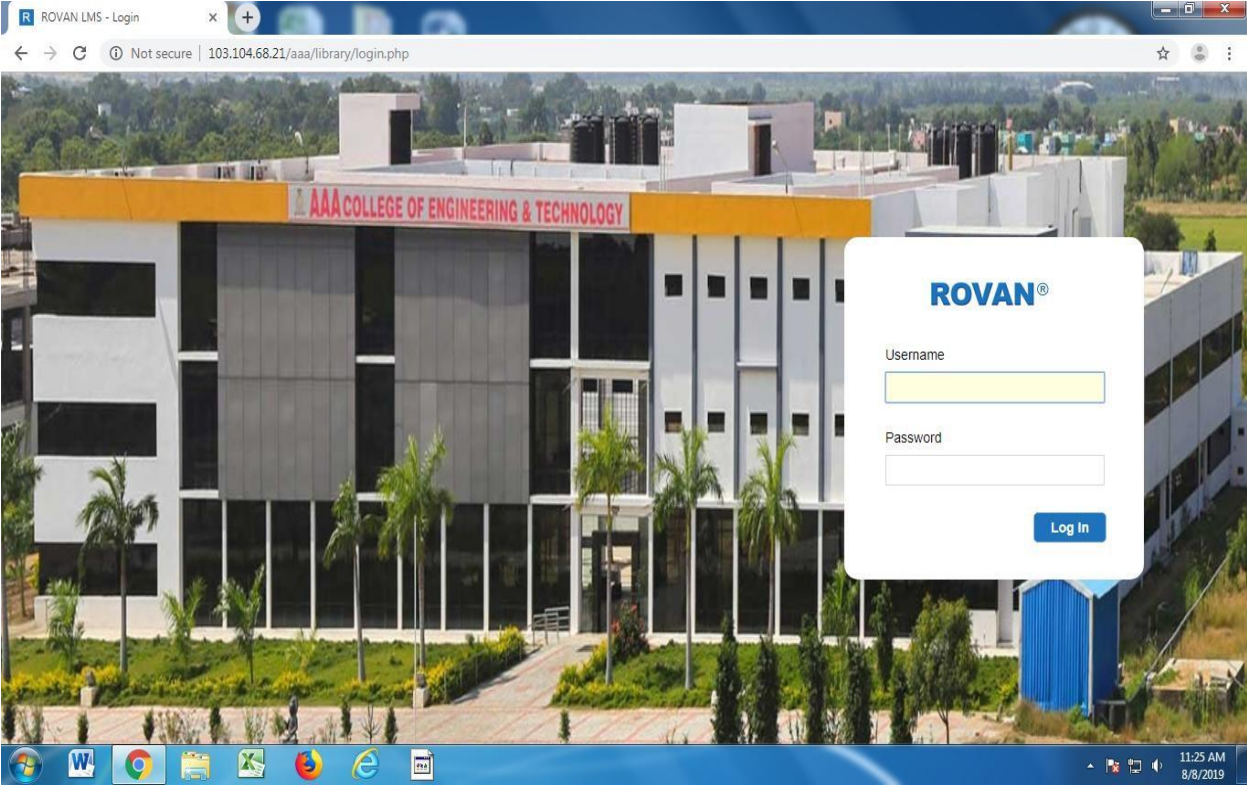 ROVAN LMS - Login
Not secure | 103.104.68.21/aaa/library/login.php
AAA COLLEGE OF ENGINEERING & TECHNOLOGY
ROVAN®
Username
Password
Log In
11:25 AM
8/8/2019